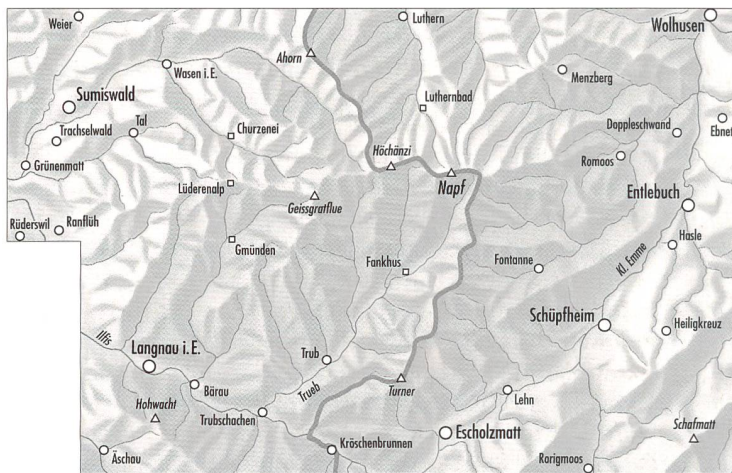 Weier
Luthern
Wolhusen
Ahorn
Wasen i.E.
Menzberg
Sumiswald
Luthernbad
Churzenei
Tal
Trachselwald
Doppleschwand
Ebnet
Höchänzi
Romoos
Grünenmatt
Napf
Lüderenalp
Geissgratflue
Entlebuch
Rüderswil
Ranflüh
Gmünden
Hasle
Fankhus
Fontanne
Kl. Emme
Schüpfheim
Heiligkreuz
Ilfis
Langnau i.E.
Trub
Bärau
Trueb
Turner
Lehn
Hohwacht
Trubschachen
Escholzmatt
Schafmatt
Äschau
Kröschenbrunnen
Rorigmoos